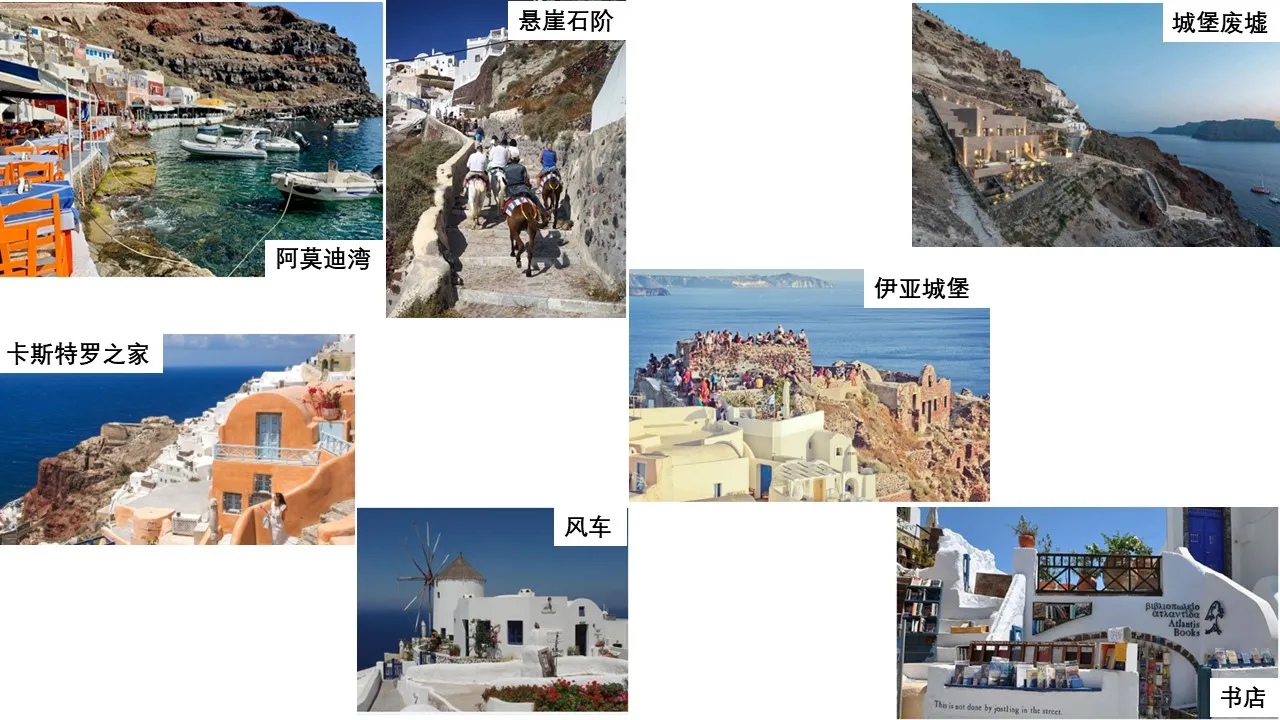 悬崖石阶
城堡废墟
阿莫迪湾
伊亚城堡
卡斯特罗之家
风车
βιβλιοπωλείο
ατλαντίδα
Atlantis
Books
This is not done by jostling in the street.
书店